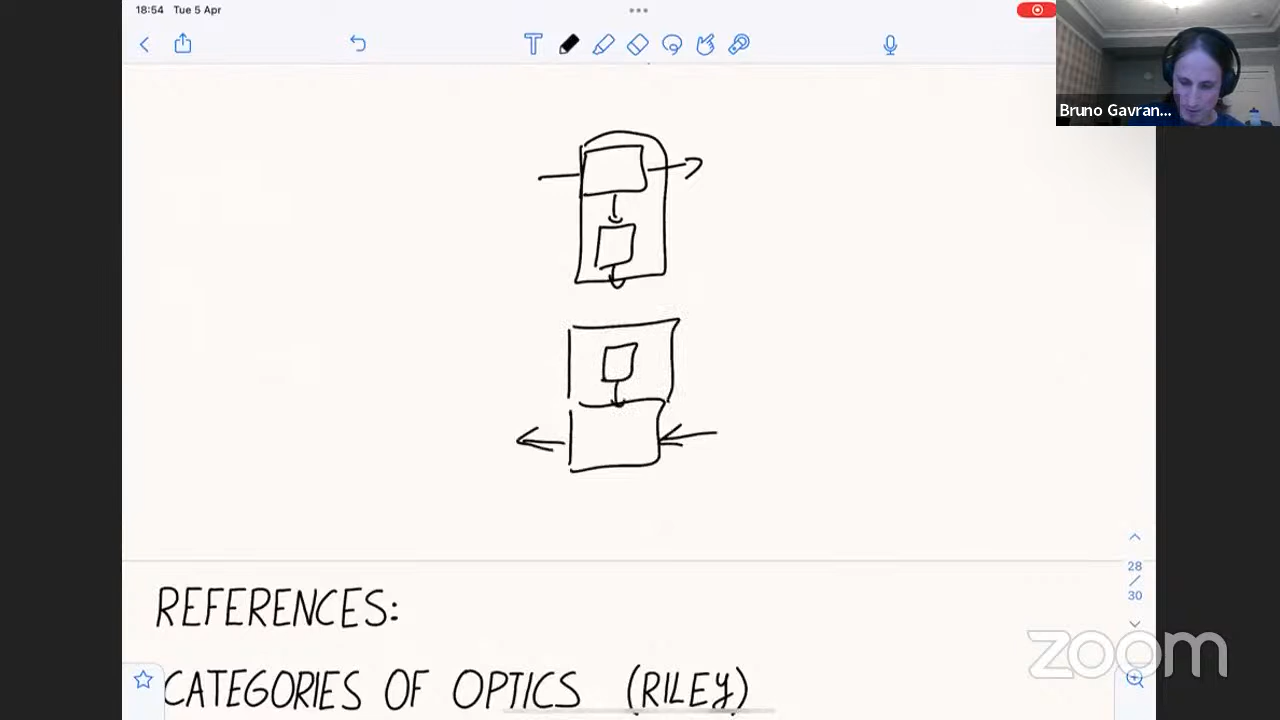 18:54 Tue 5 Apr
T
Bruno Gavran...
28
/
30
REFERENCES:
CATEGORIES OF OPTICS (RILEY)
zoom